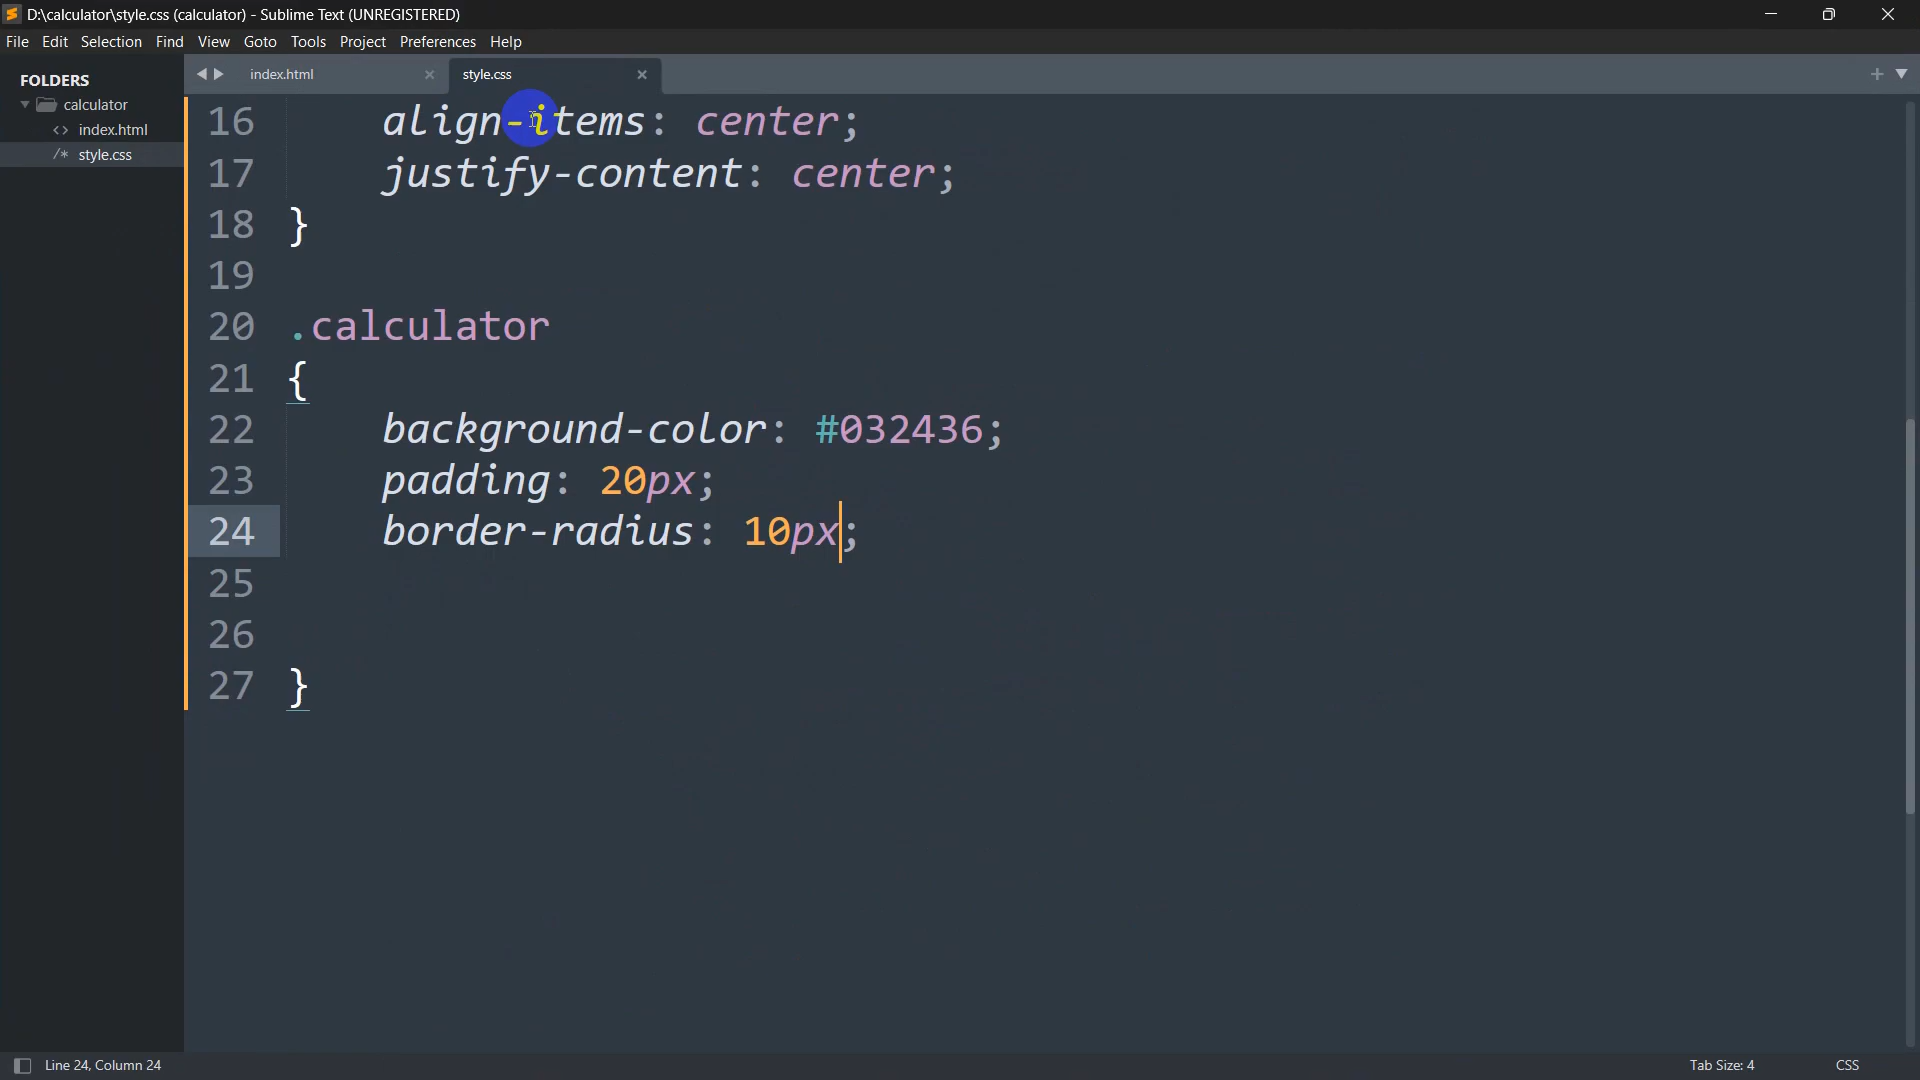 D:\calculator\style.css (calculator) - Sublime Text (UNREGISTERED)
File Edit Selection Find View Goto Tools Project Preferences Help
FOLDERS
calculator
<> index.html
/* style.css
index.html
style.css
16 align-items: center;
17 justify-content: center;
18 }
19
20 .calculator
21 {
22 background-color: #032436;
23 padding: 20px;
24 border-radius: 10px;
25
26
27 }
Line 24, Column 24
Tab Size: 4
CSS